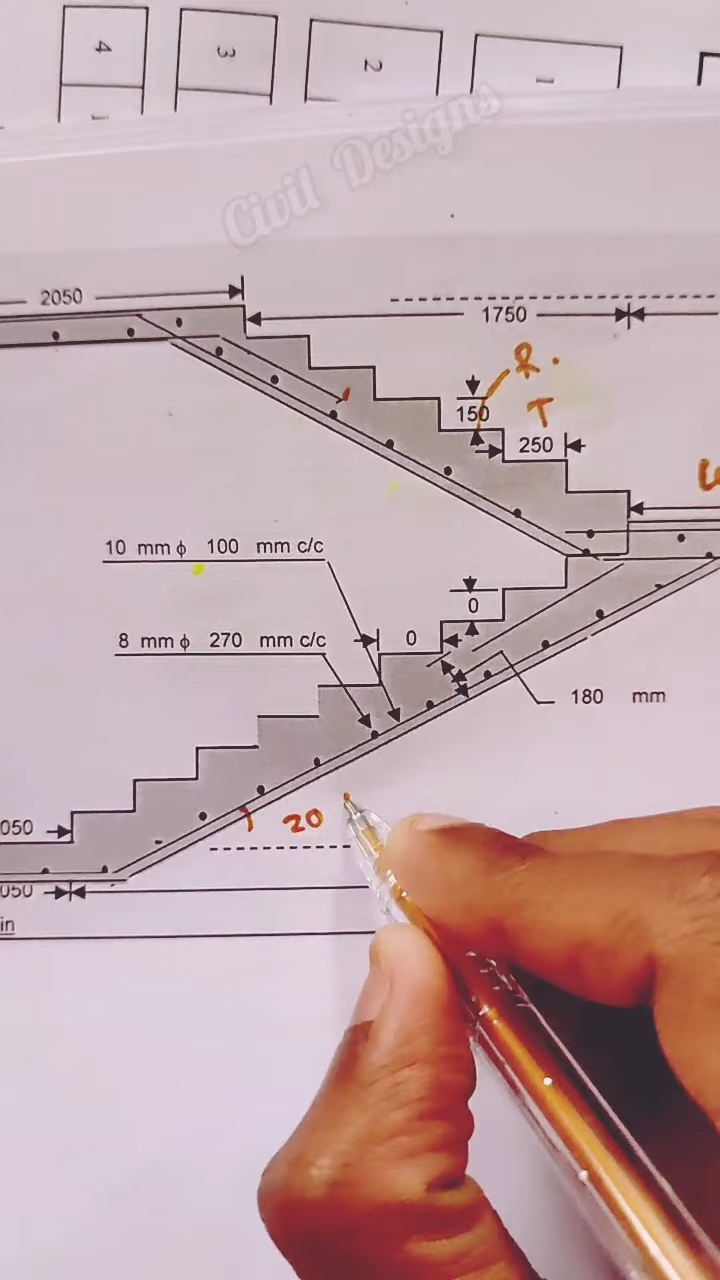 4 3 2 1
Civil Designs
2050
1750
R.
150
T
250
10 mm ϕ 100 mm c/c
0
8 mm ϕ 270 mm c/c
0
180 mm
050
20
050
in